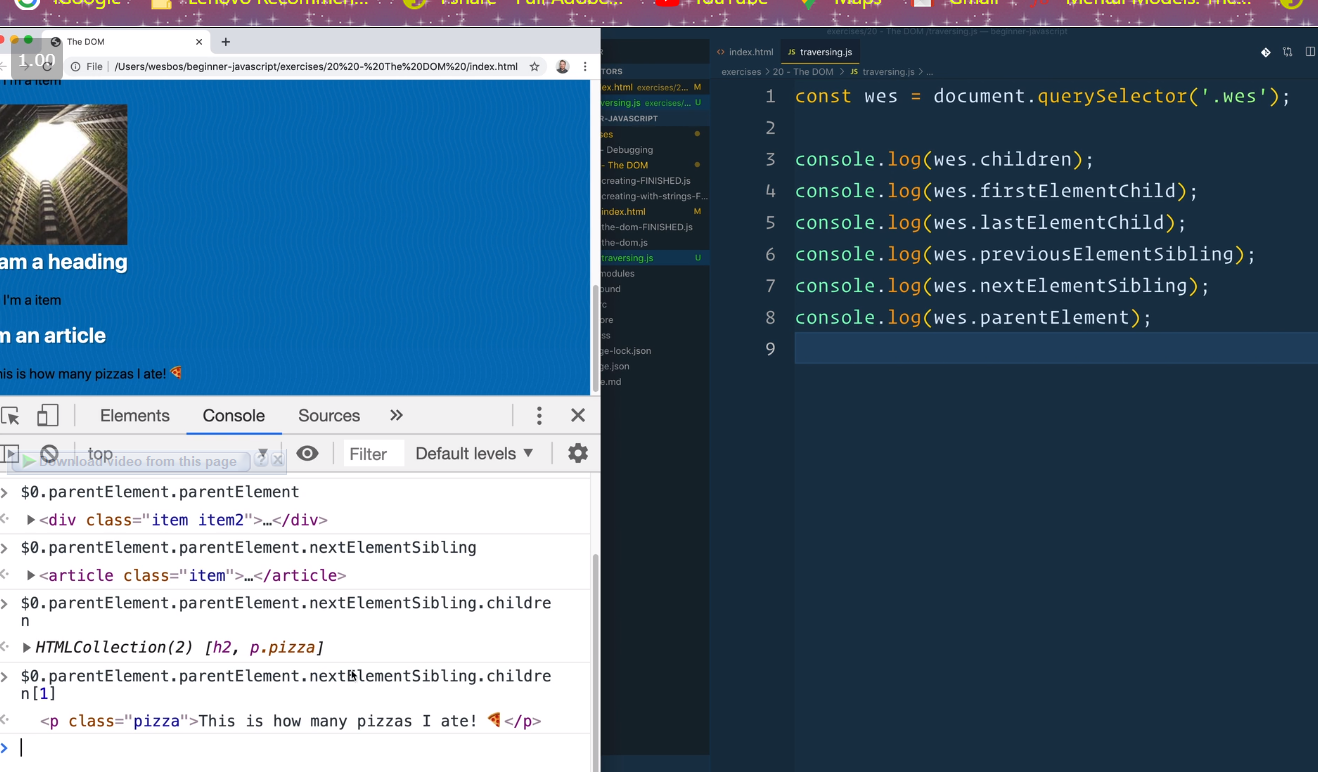 Google
Lenovo Recommen...
Share - Full Adobe...
YouTube
Maps
Gmail
Mental Models: The...
The DOM
1.00
File
/Users/wesbos/beginner-javascript/exercises/20%20-%20The%20DOM%20/index.html
I'm a item
am a heading
I'm a item
m an article
his is how many pizzas I ate! 🍕
Elements
Console
Sources
top
Download video from this page
Filter
Default levels ▼
> $0.parentElement.parentElement
<div class="item item2">…</div>
> $0.parentElement.parentElement.nextElementSibling
<article class="item">…</article>
> $0.parentElement.parentElement.nextElementSibling.childre
n
HTMLCollection(2) [h2, p.pizza]
> $0.parentElement.parentElement.nextElementSibling.childre
n[1]
<p class="pizza">This is how many pizzas I ate! 🍕</p>
>
exercises/20 - The DOM /traversing.js — beginner-javascript
TORS
ex.html exercises/2... M
versing.js exercises/... U
R-JAVASCRIPT
ses
- Debugging
- The DOM
creating-FINISHED.js
creating-with-strings-F...
index.html M
the-dom-FINISHED.js
the-dom.js
traversing.js U
modules
ound
rc
ore
ss
ge-lock.json
ge.json
e.md
index.html
JS traversing.js
exercises > 20 - The DOM > JS traversing.js > ...
1 const wes = document.querySelector('.wes');
2
3 console.log(wes.children);
4 console.log(wes.firstElementChild);
5 console.log(wes.lastElementChild);
6 console.log(wes.previousElementSibling);
7 console.log(wes.nextElementSibling);
8 console.log(wes.parentElement);
9